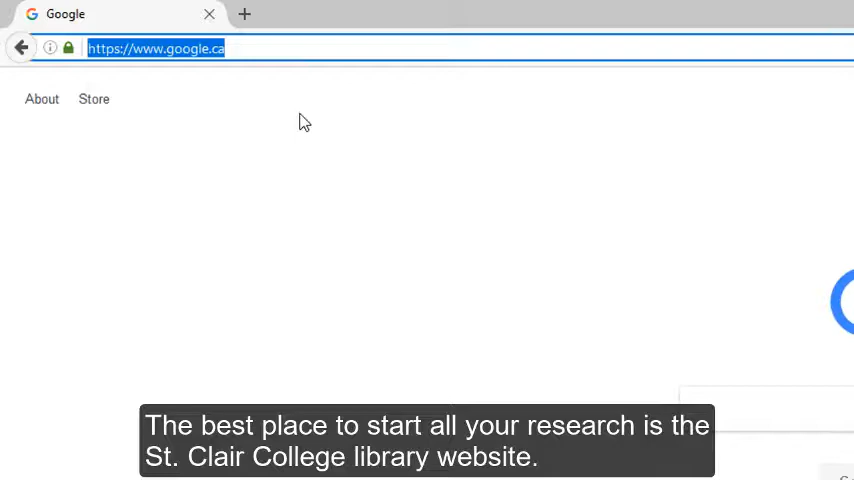 Google
https://www.google.ca
About Store
The best place to start all your research is the
St. Clair College library website.